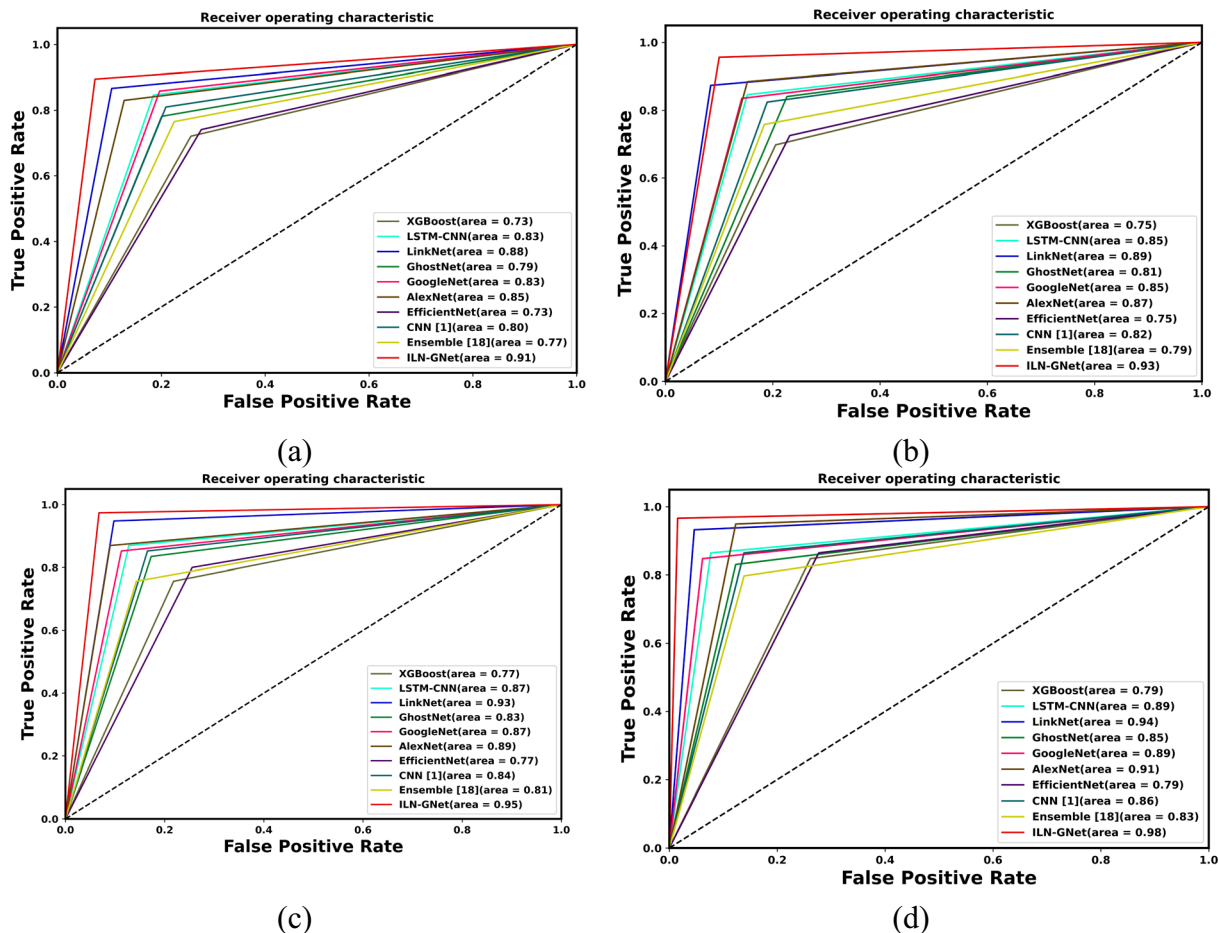 Receiver operating characteristic
True Positive Rate
1.0
0.8
0.6
0.4
0.2
0.0
XGBoost(area = 0.73)
LSTM-CNN(area = 0.83)
LinkNet(area = 0.88)
GhostNet(area = 0.79)
GoogleNet(area = 0.83)
AlexNet(area = 0.85)
EfficientNet(area = 0.73)
CNN [1](area = 0.80)
Ensemble [18](area = 0.77)
ILN-GNet(area = 0.91)
0.0 0.2 0.4 0.6 0.8 1.0
False Positive Rate
(a)
Receiver operating characteristic
True Positive Rate
1.0
0.8
0.6
0.4
0.2
0.0
XGBoost(area = 0.75)
LSTM-CNN(area = 0.85)
LinkNet(area = 0.89)
GhostNet(area = 0.81)
GoogleNet(area = 0.85)
AlexNet(area = 0.87)
EfficientNet(area = 0.75)
CNN [1](area = 0.82)
Ensemble [18](area = 0.79)
ILN-GNet(area = 0.93)
0.0 0.2 0.4 0.6 0.8 1.0
False Positive Rate
(b)
Receiver operating characteristic
True Positive Rate
1.0
0.8
0.6
0.4
0.2
0.0
XGBoost(area = 0.77)
LSTM-CNN(area = 0.87)
LinkNet(area = 0.93)
GhostNet(area = 0.83)
GoogleNet(area = 0.87)
AlexNet(area = 0.89)
EfficientNet(area = 0.77)
CNN [1](area = 0.84)
Ensemble [18](area = 0.81)
ILN-GNet(area = 0.95)
0.0 0.2 0.4 0.6 0.8 1.0
False Positive Rate
(c)
Receiver operating characteristic
True Positive Rate
1.0
0.8
0.6
0.4
0.2
0.0
XGBoost(area = 0.79)
LSTM-CNN(area = 0.89)
LinkNet(area = 0.94)
GhostNet(area = 0.85)
GoogleNet(area = 0.89)
AlexNet(area = 0.91)
EfficientNet(area = 0.79)
CNN [1](area = 0.86)
Ensemble [18](area = 0.83)
ILN-GNet(area = 0.98)
0.0 0.2 0.4 0.6 0.8 1.0
False Positive Rate
(d)